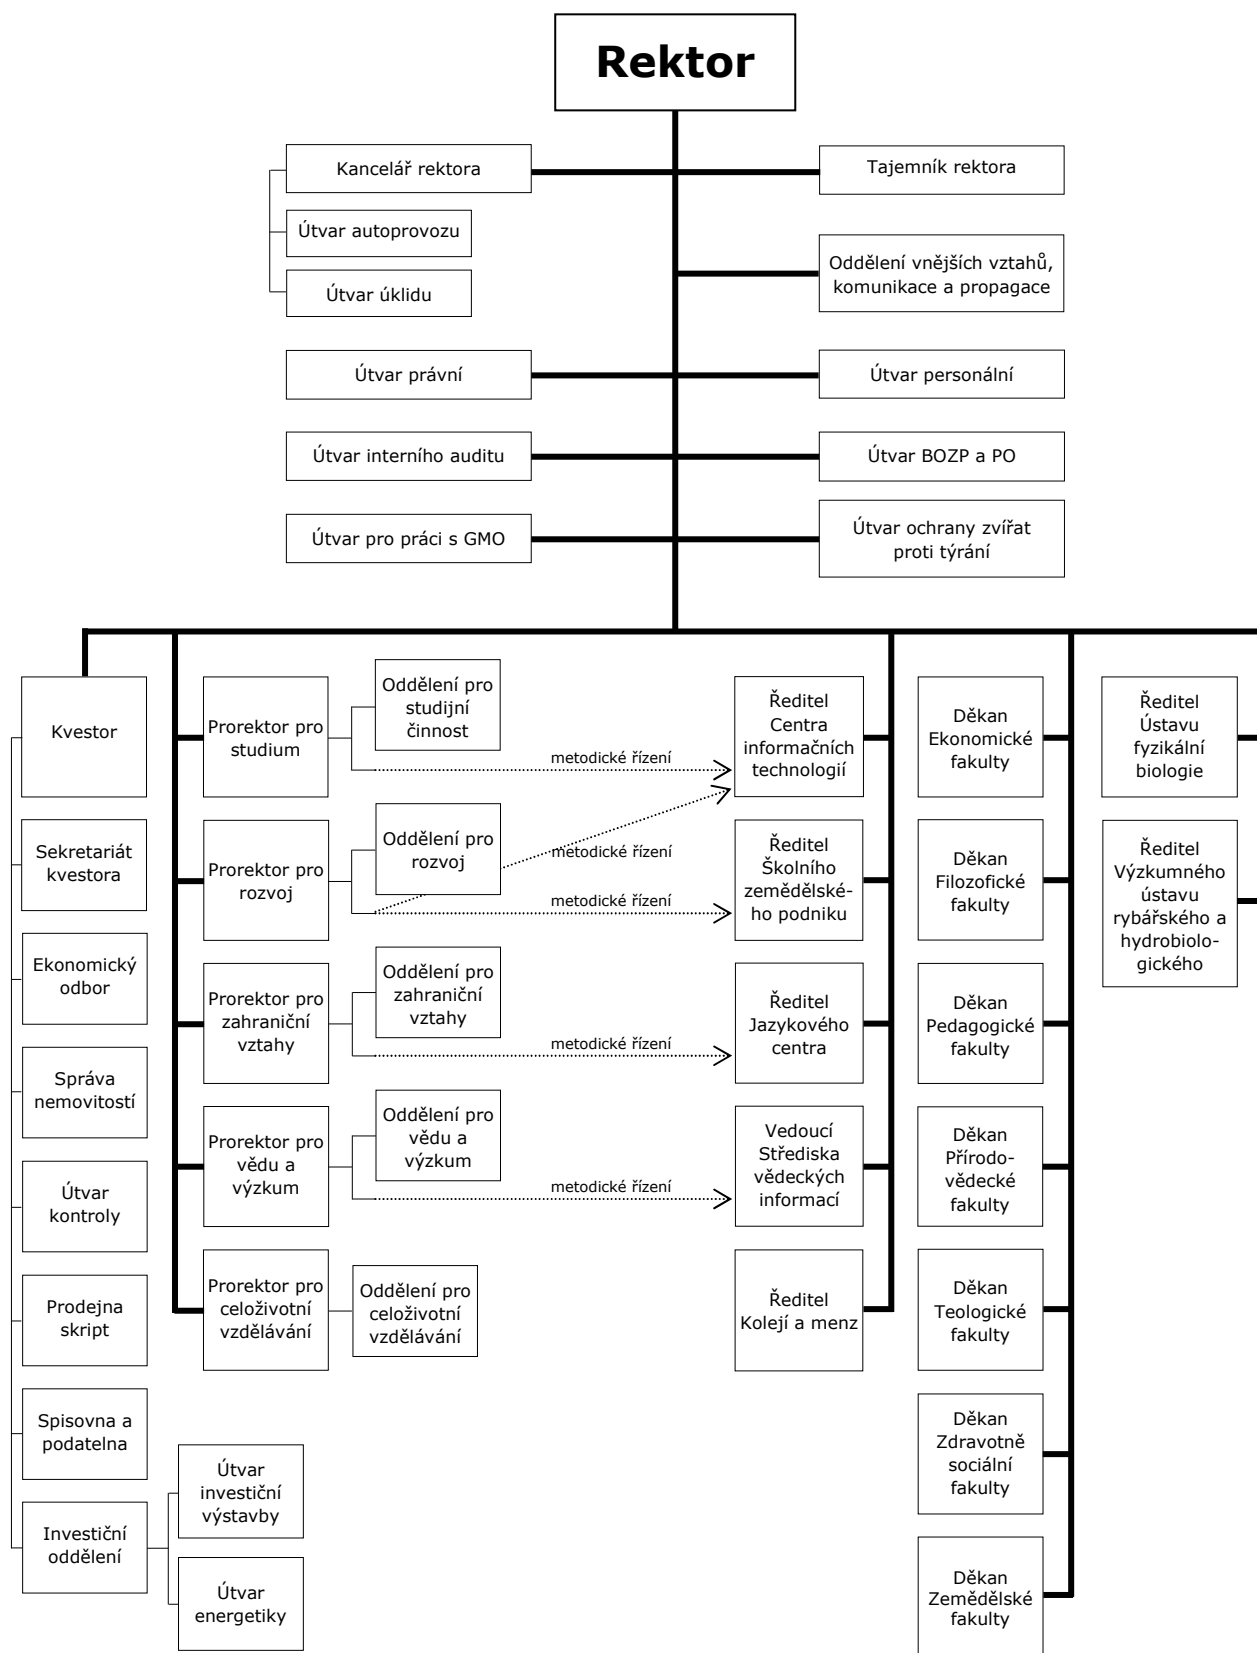 Rektor
Kancelář rektora
Tajemník rektora
Útvar autoprovozu
Útvar úklidu
Oddělení vnějších vztahů,
komunikace a propagace
Útvar právní
Útvar personální
Útvar interního auditu
Útvar BOZP a PO
Útvar pro práci s GMO
Útvar ochrany zvířat
proti týrání
Kvestor
Sekretariát
kvestora
Ekonomický
odbor
Správa
nemovitostí
Útvar
kontroly
Prodejna
skript
Spisovna a
podatelna
Investiční
oddělení
Útvar
investiční
výstavby
Útvar
energetiky
Prorektor pro
studium
Oddělení pro
studijní
činnost
metodické řízení
Prorektor pro
rozvoj
Oddělení pro
rozvoj
metodické řízení
metodické řízení
Prorektor pro
zahraniční
vztahy
Oddělení pro
zahraniční
vztahy
metodické řízení
Prorektor pro
vědu a
výzkum
Oddělení pro
vědu a
výzkum
metodické řízení
Prorektor pro
celoživotní
vzdělávání
Oddělení pro
celoživotní
vzdělávání
Ředitel
Centra
informačních
technologií
Ředitel
Školního
zemědělské-
ho podniku
Ředitel
Jazykového
centra
Vedoucí
Střediska
vědeckých
informací
Ředitel
Kolejí a menz
Děkan
Ekonomické
fakulty
Děkan
Filozofické
fakulty
Děkan
Pedagogické
fakulty
Děkan
Přírodo-
vědecké
fakulty
Děkan
Teologické
fakulty
Děkan
Zdravotně
sociální
fakulty
Děkan
Zemědělské
fakulty
Ředitel
Ústavu
fyzikální
biologie
Ředitel
Výzkumného
ústavu
rybářského a
hydrobiolo-
gického